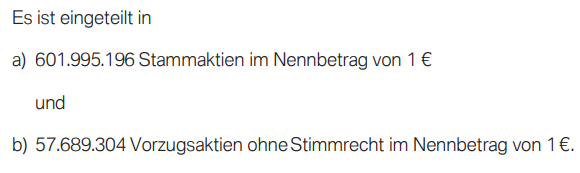 Es ist eingeteilt in
a) 601.995.196 Stammaktien im Nennbetrag von 1 €
und
b) 57.689.304 Vorzugsaktien ohne Stimmrecht im Nennbetrag von 1 €.